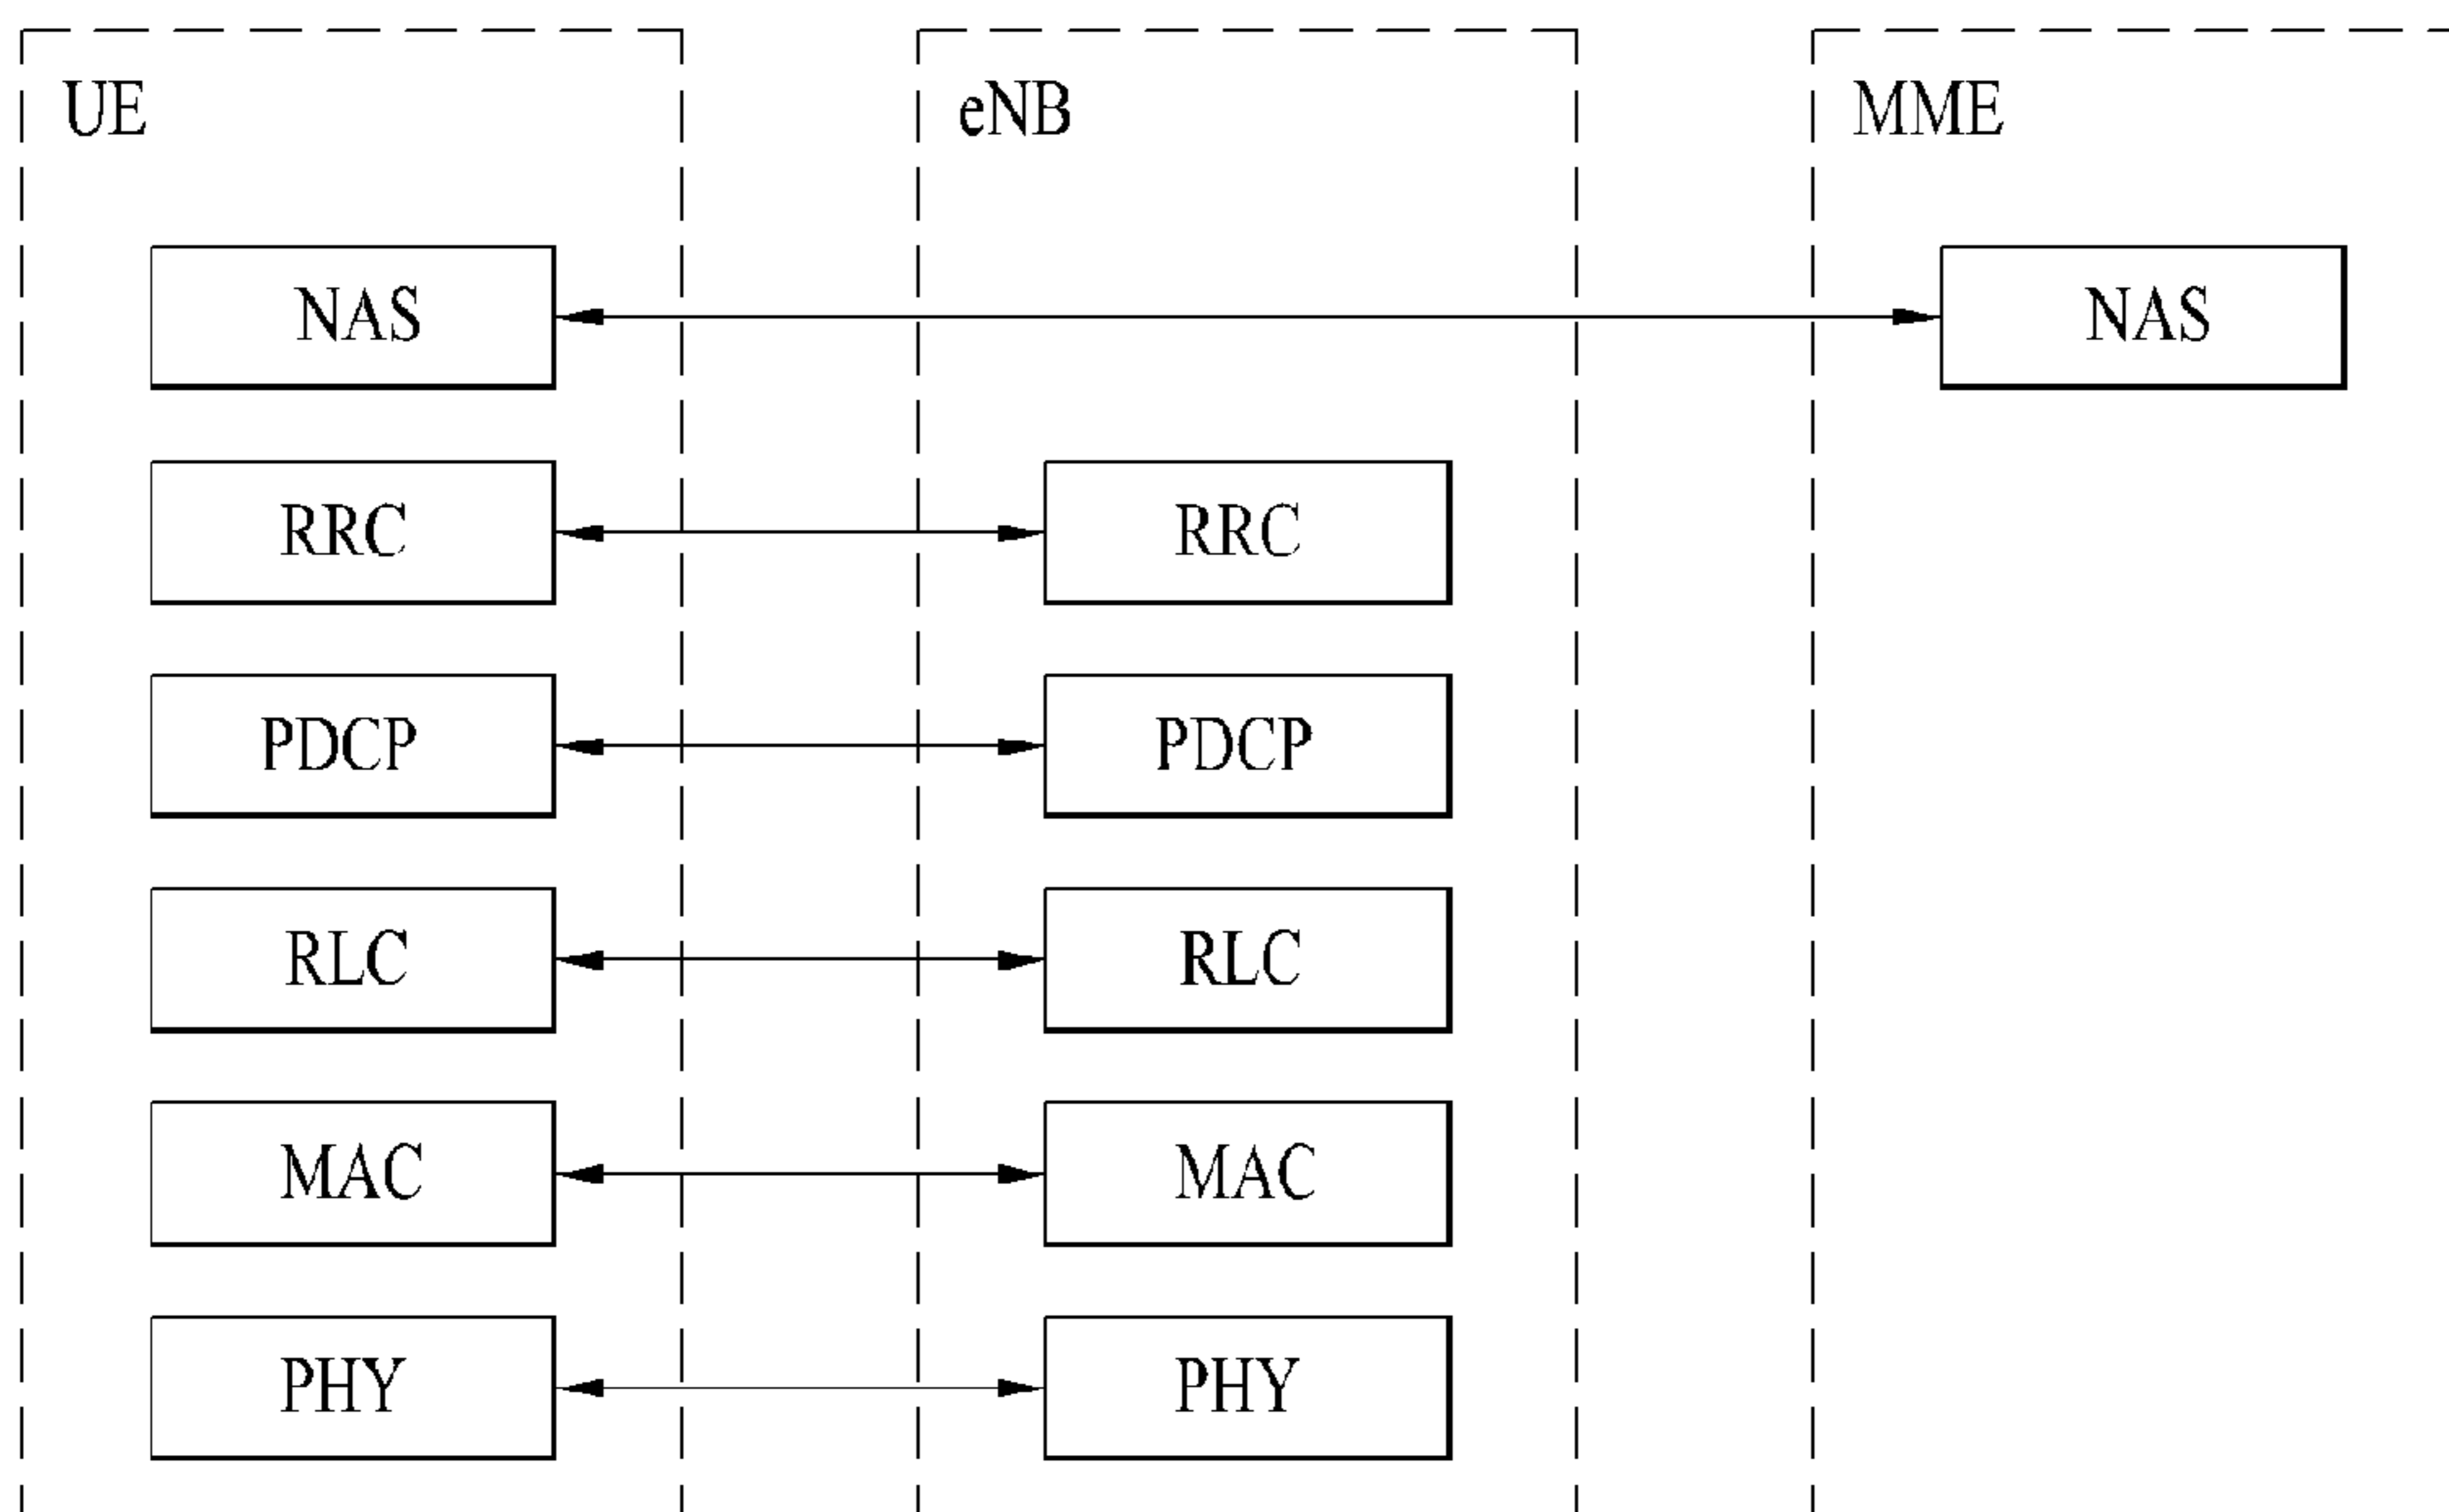 UE
eNB
MME
NAS
NAS
RRC
RRC
PDCP
PDCP
RLC
RLC
MAC
MAC
PHY
PHY